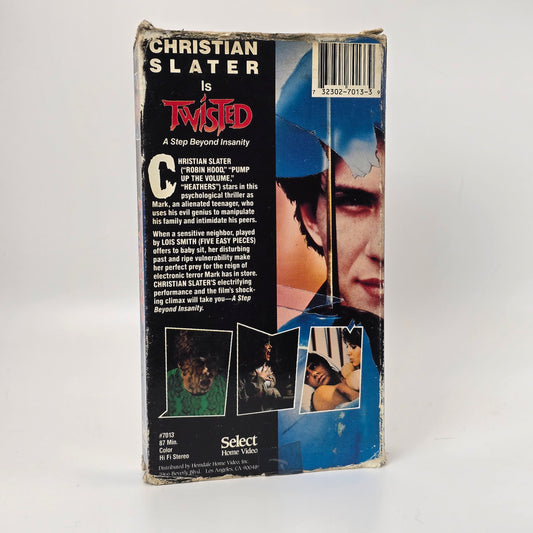 CHRISTIAN
SLATER
Is
TWISTED
A Step Beyond Insanity
CHRISTIAN SLATER
("ROBIN HOOD," "PUMP
UP THE VOLUME,"
"HEATHERS") stars in this
psychological thriller as
Mark, an alienated teenager, who
uses his evil genius to manipulate
his family and intimidate his peers.
When a sensitive neighbor, played
by LOIS SMITH (FIVE EASY PIECES)
offers to baby sit, her disturbing
past and ripe vulnerability make
her perfect prey for the reign of
electronic terror Mark has in store.
CHRISTIAN SLATER'S electrifying
performance and the film's shock-
ing climax will take you—A Step
Beyond Insanity.
7 32302-7013-3 9
#7013
87 Min.
Color
Hi Fi Stereo
Select
Home Video
Distributed by Hemdale Home Video, Inc.
Beverly Blvd. Los Angeles, CA 90048